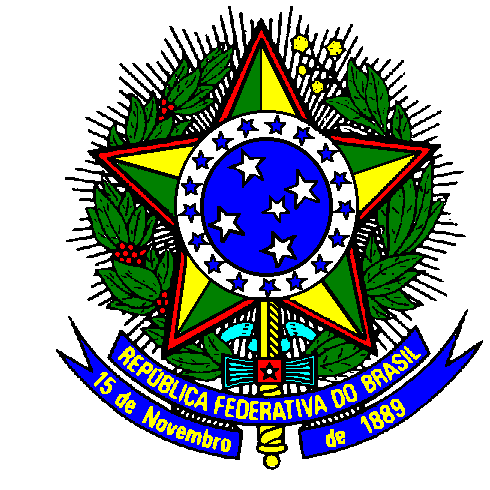 REPÚBLICA FEDERATIVA DO BRASIL
15 de Novembro de 1889